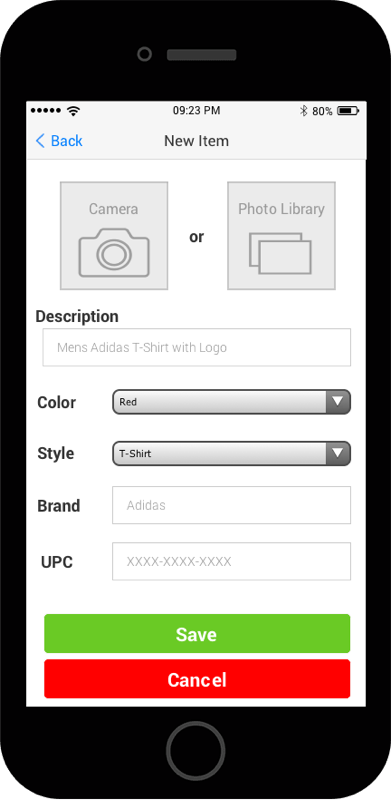 09:23 PM 80%
Back New Item
Camera or Photo Library
Description
Mens Adidas T-Shirt with Logo
Color Red
Style T-Shirt
Brand Adidas
UPC XXXX-XXXX-XXXX
Save
Cancel